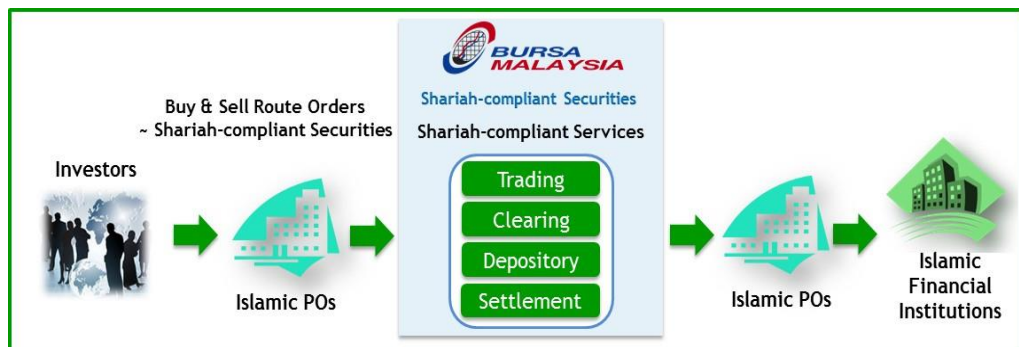 BURSA
MALAYSIA
Shariah-compliant Securities
Shariah-compliant Services
Buy & Sell Route Orders
~ Shariah-compliant Securities
Investors
Islamic POs
Trading
Clearing
Depository
Settlement
Islamic POs
Islamic
Financial
Institutions